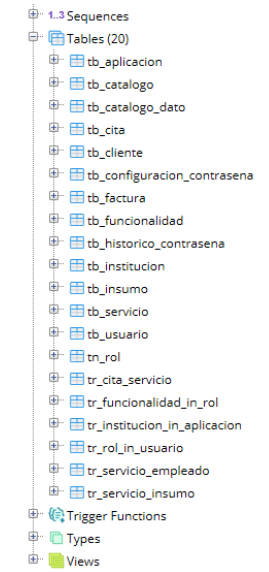 1..3 Sequences
Tables (20)
tb_aplicacion
tb_catalogo
tb_catalogo_dato
tb_cita
tb_cliente
tb_configuracion_contrasena
tb_factura
tb_funcionalidad
tb_historico_contrasena
tb_institucion
tb_insumo
tb_servicio
tb_usuario
tn_rol
tr_cita_servicio
tr_funcionalidad_in_rol
tr_institucion_in_aplicacion
tr_rol_in_usuario
tr_servicio_empleado
tr_servicio_insumo
Trigger Functions
Types
Views